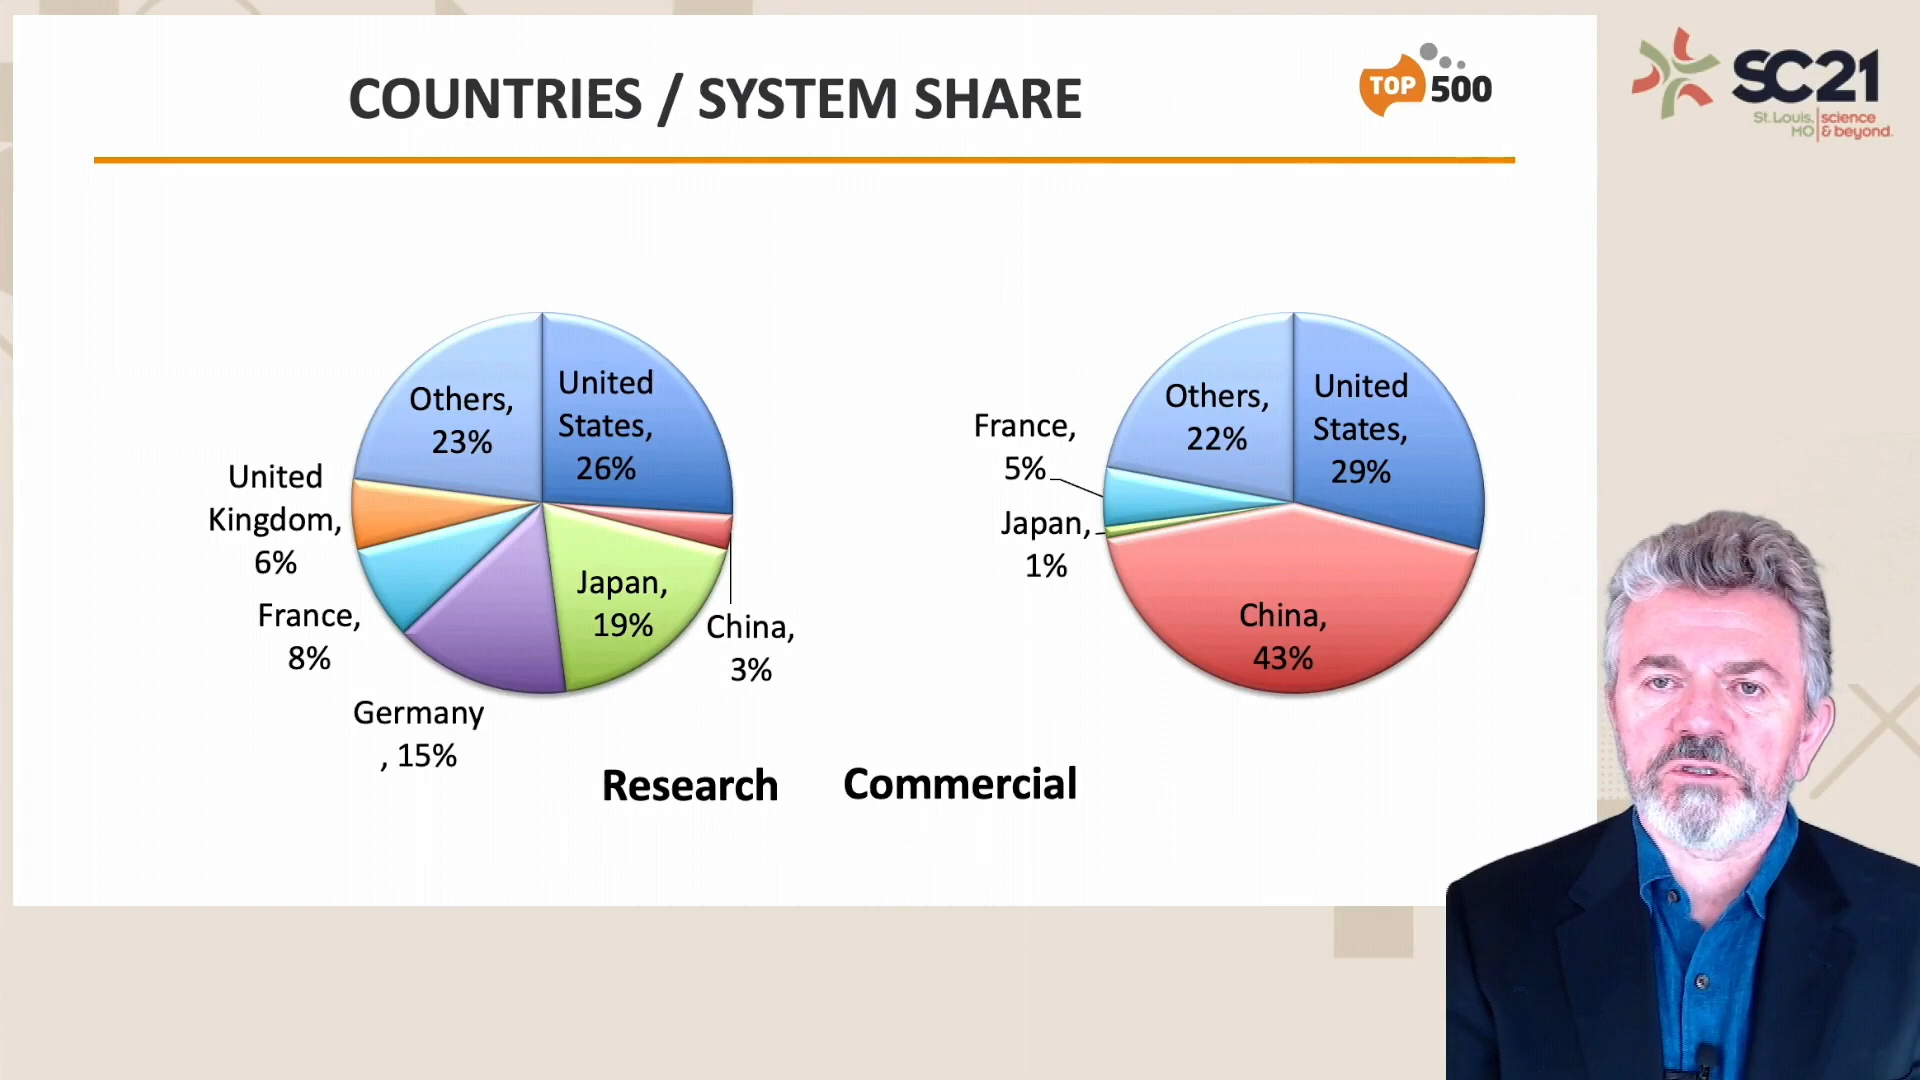 COUNTRIES / SYSTEM SHARE
TOP 500
SC21
St. Louis, science
MO & beyond.
Others,
23%
United
States,
26%
United
Kingdom,
6%
France,
8%
Germany
, 15%
Japan,
19%
China,
3%
Research
Others,
22%
United
States,
29%
France,
5%
Japan,
1%
China,
43%
Commercial